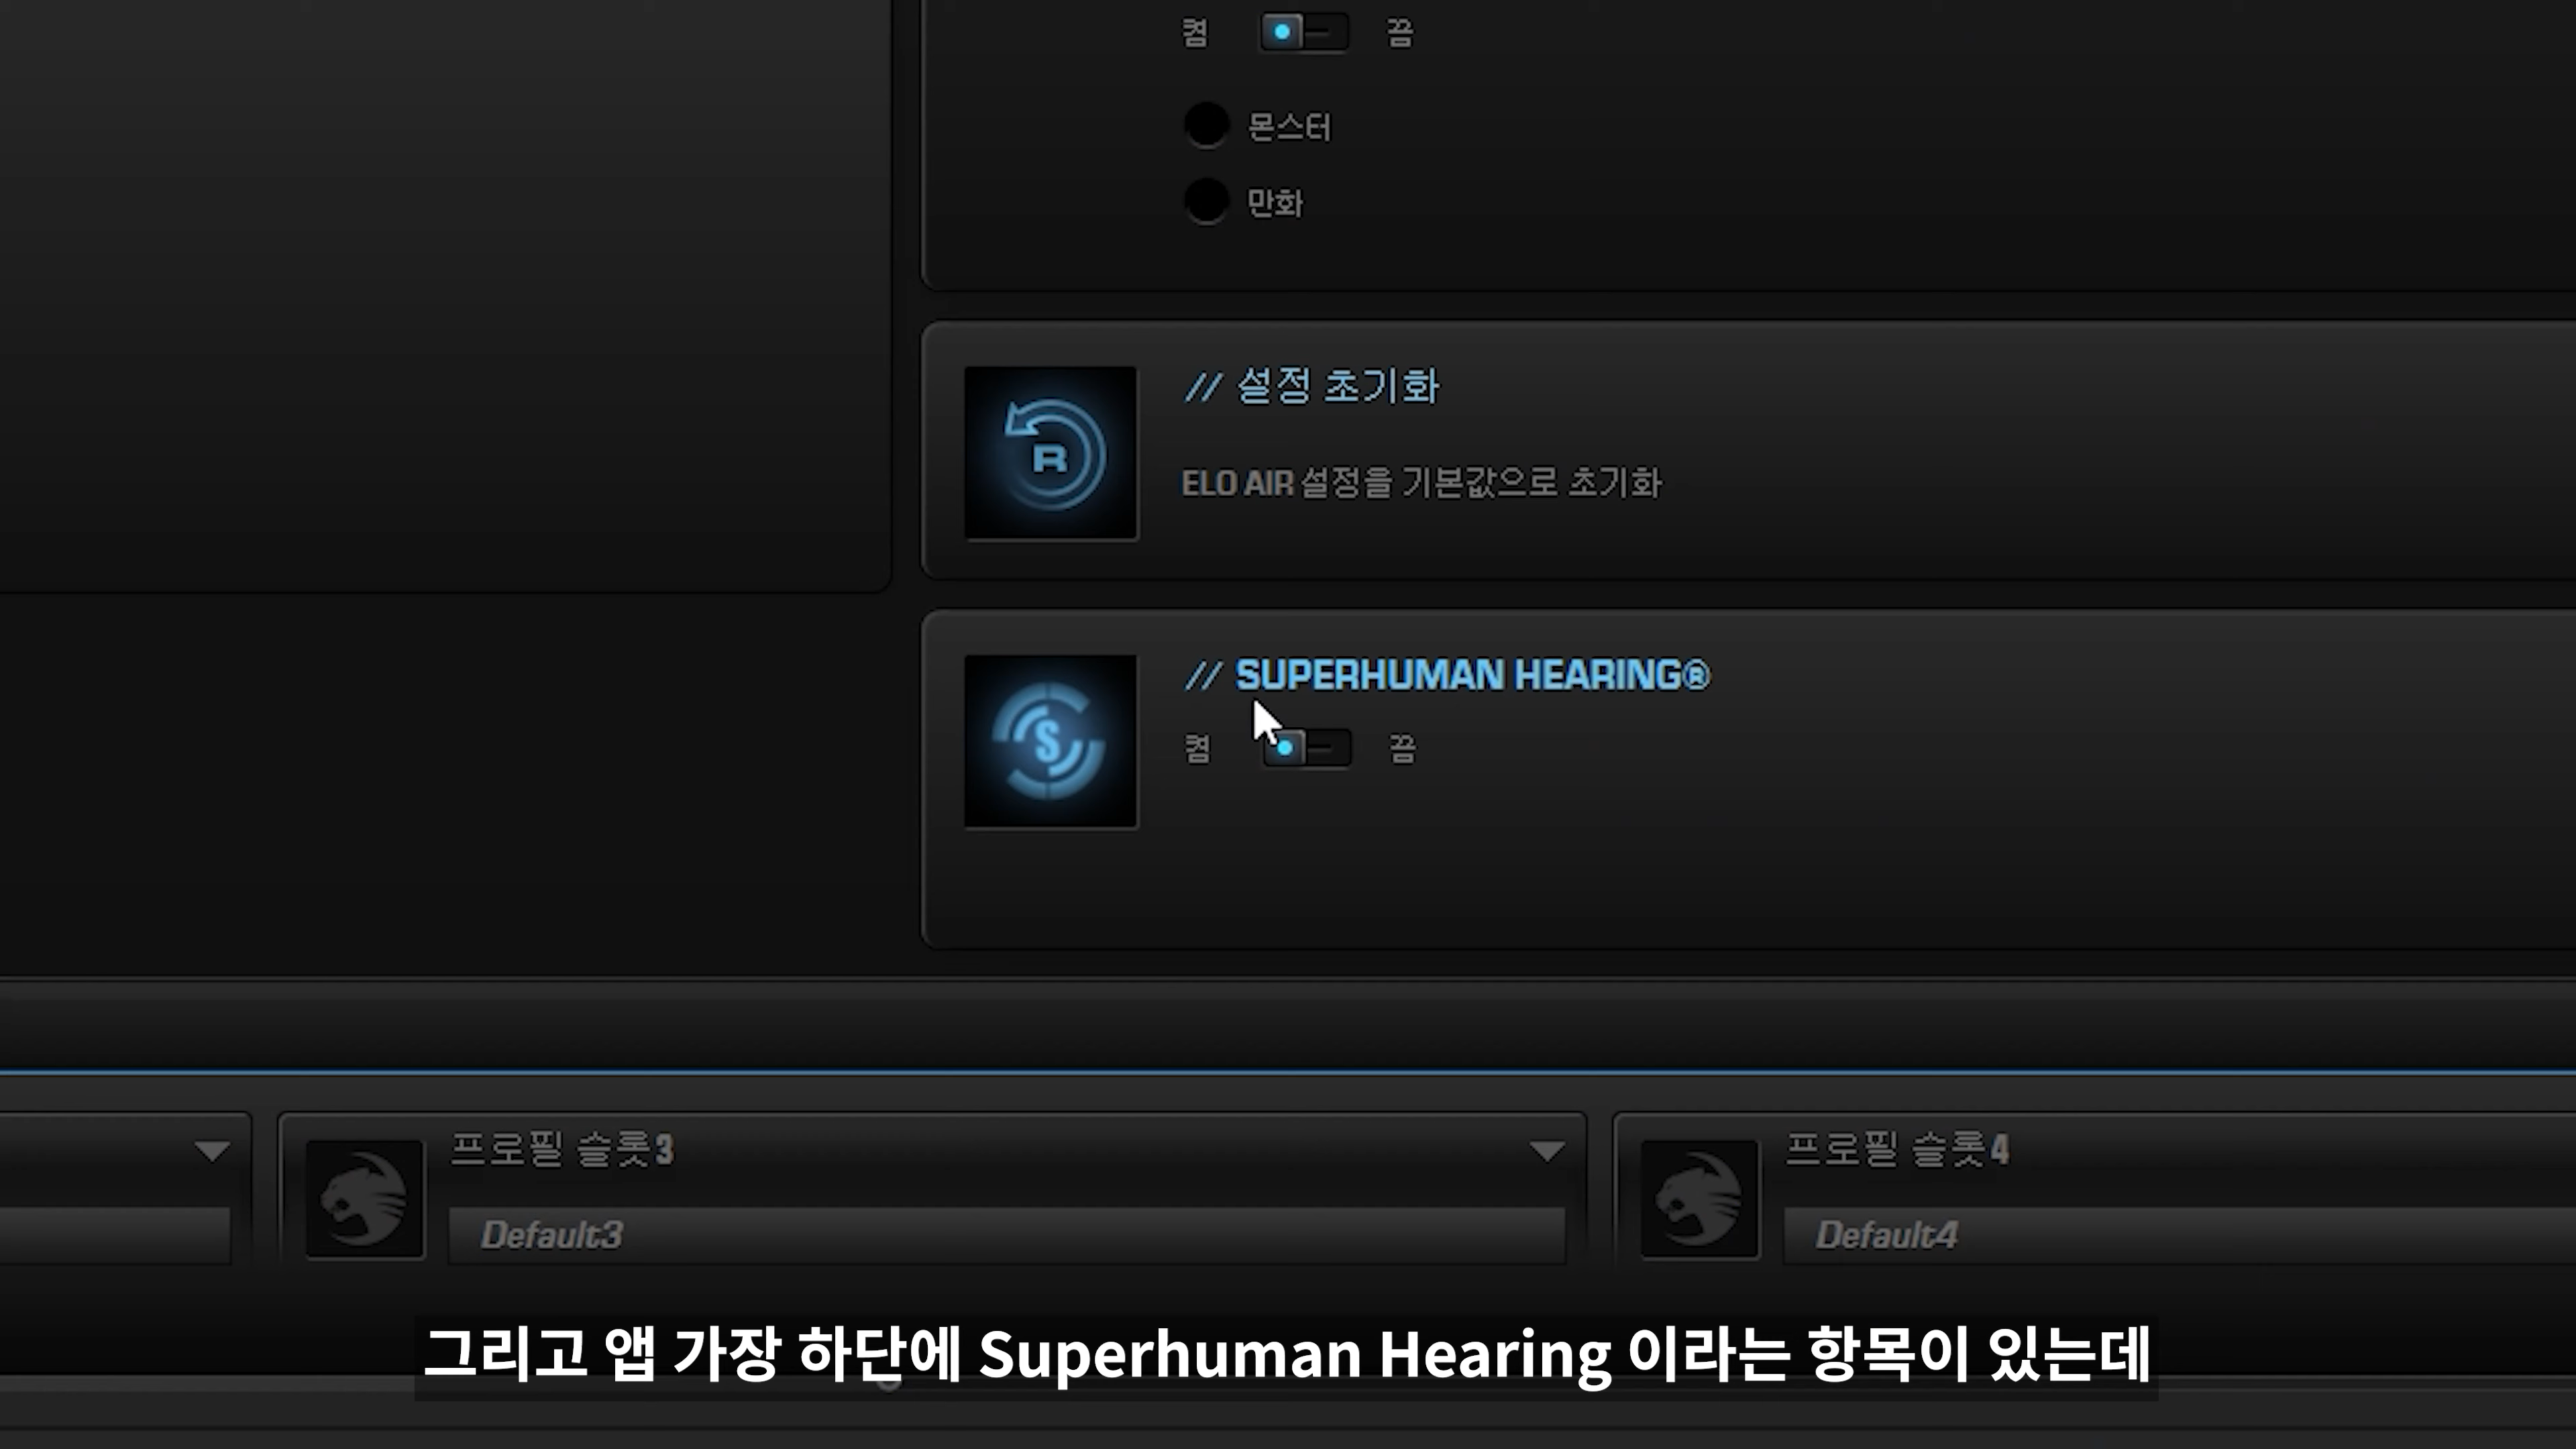 켬 끔
몬스터
만화
// 설정 초기화
R
ELO AIR 설정을 기본값으로 초기화
// SUPERHUMAN HEARING®
S
켬 끔
프로필 슬롯3
Default3
프로필 슬롯4
Default4
그리고 앱 가장 하단에 Superhuman Hearing 이라는 항목이 있는데